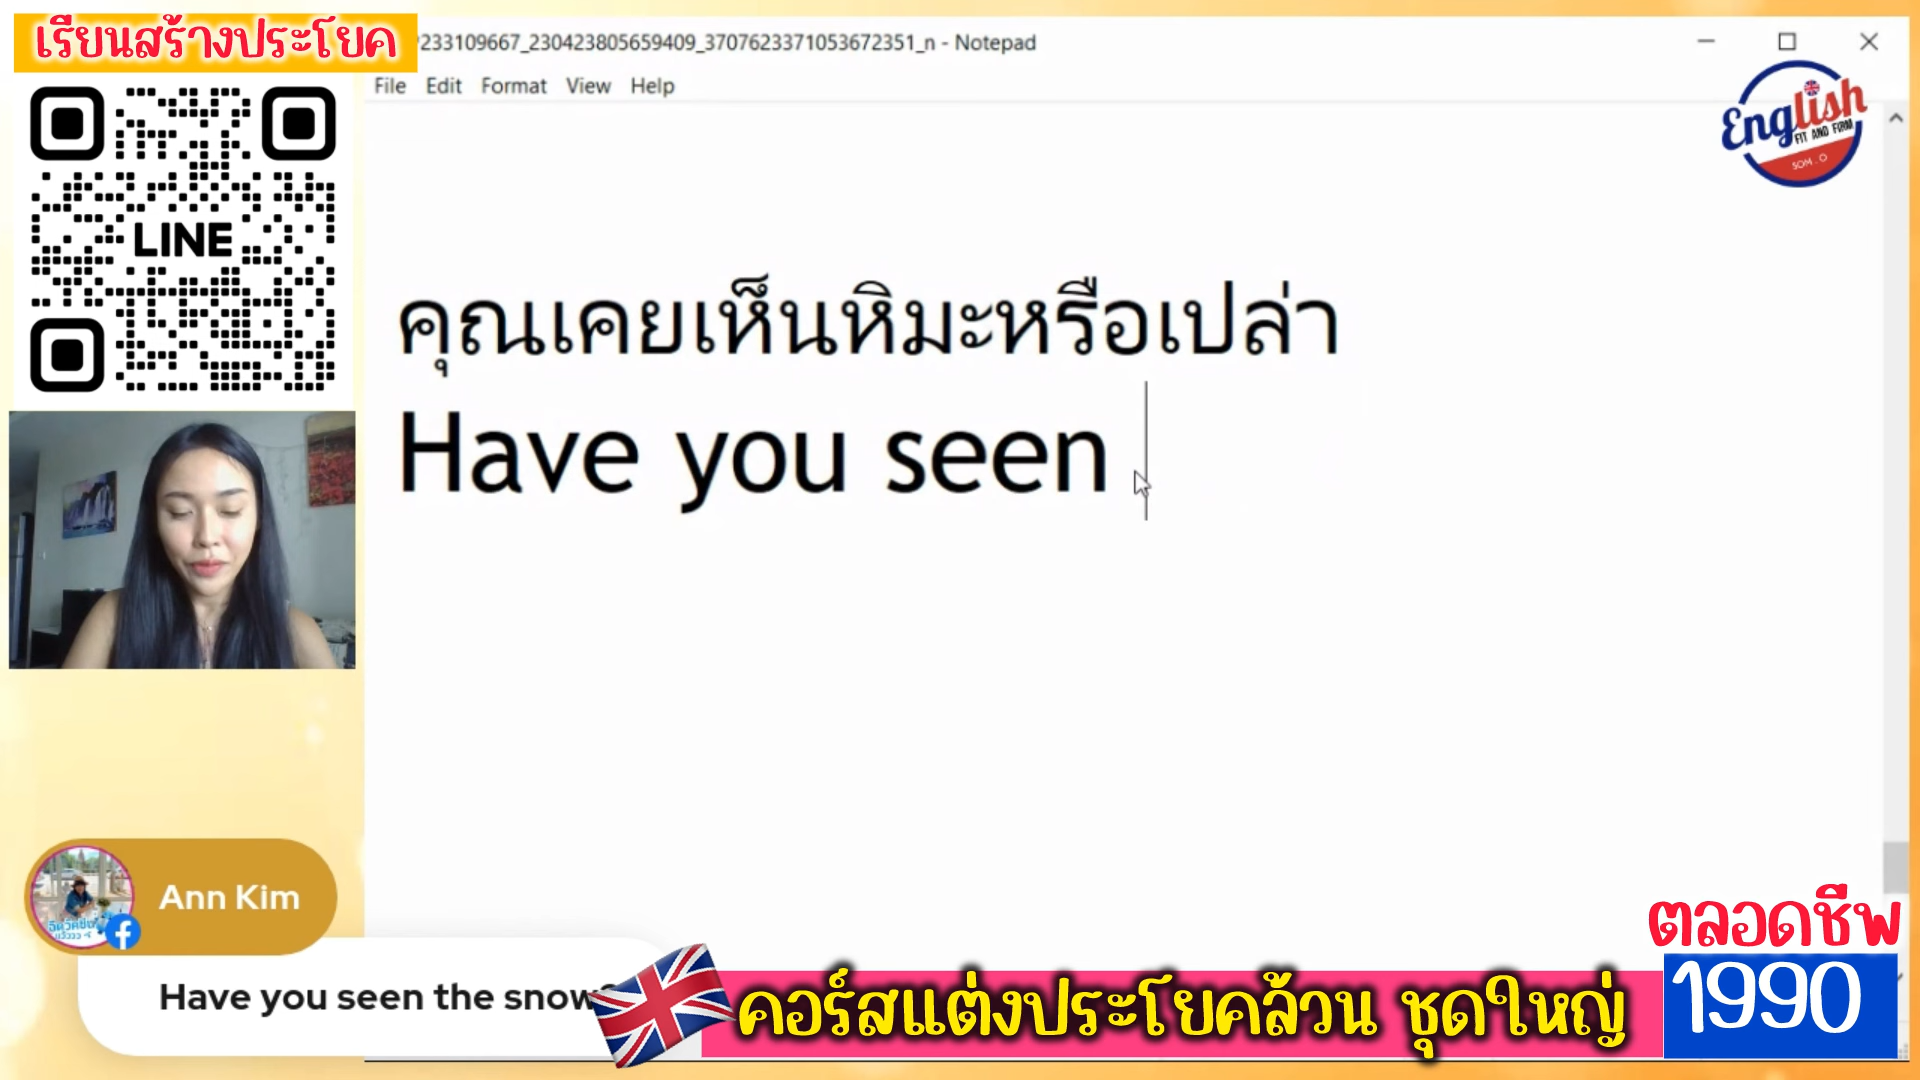 เรียนสร้างประโยค
233109667_230423805659409_3707623371053672351_n - Notepad
File Edit Format View Help
English
FIT AND FIRM
SOM . O
LINE
คุณเคยเห็นหิมะหรือเปล่า
Have you seen
Ann Kim
Have you seen the snow?
ตลอดชีพ
คอร์สแต่งประโยคล้วน ชุดใหญ่
1990